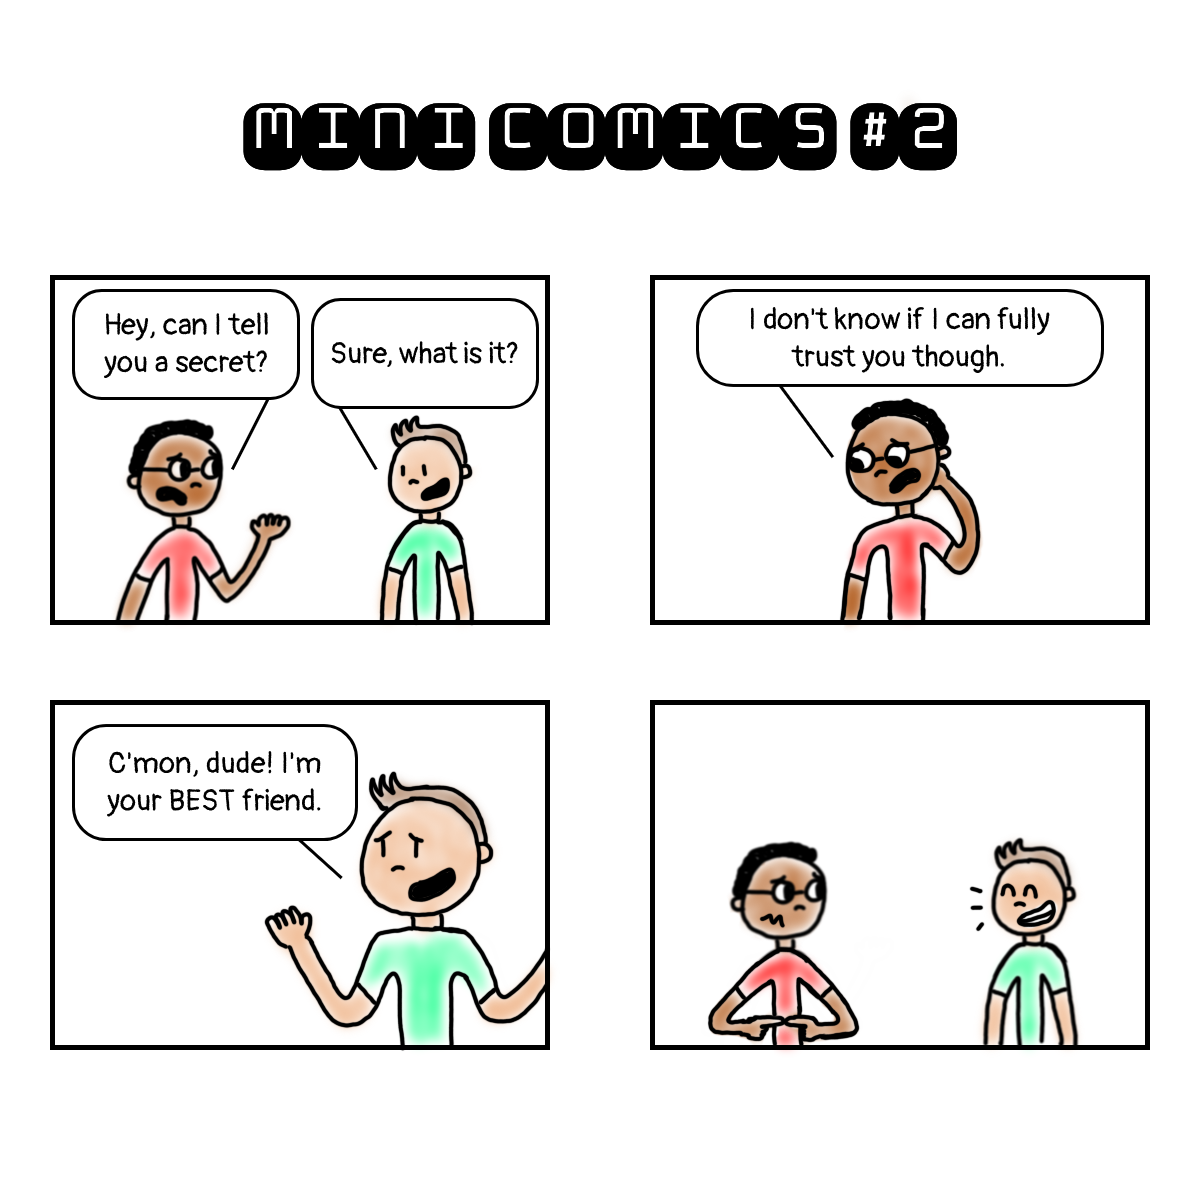 MINI COMICS #2
Hey, can I tell
you a secret?
Sure, what is it?
I don't know if I can fully
trust you though.
C'mon, dude! I'm
your BEST friend.